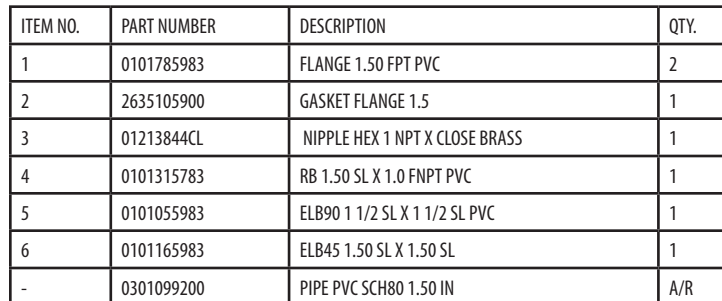 ITEM NO. PART NUMBER DESCRIPTION QTY.
1 0101785983 FLANGE 1.50 FPT PVC 2
2 2635105900 GASKET FLANGE 1.5 1
3 01213844CL NIPPLE HEX 1 NPT X CLOSE BRASS 1
4 0101315783 RB 1.50 SL X 1.0 FNPT PVC 1
5 0101055983 ELB90 1 1/2 SL X 1 1/2 SL PVC 1
6 0101165983 ELB45 1.50 SL X 1.50 SL 1
- 0301099200 PIPE PVC SCH80 1.50 IN A/R